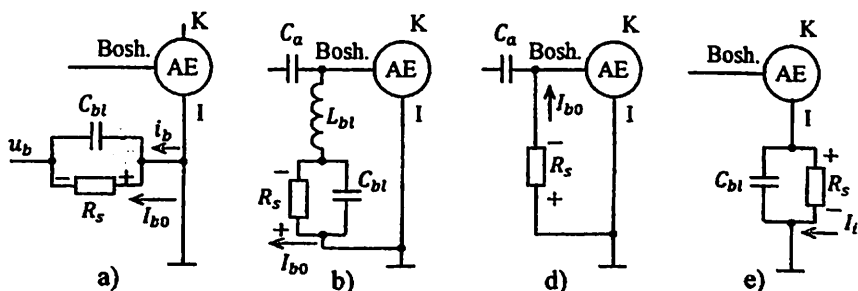 K
Bosh.
AE
I
C_bl
u_b
i_b
−
+
R_s
I_b0
a)
K
C_a
Bosh.
AE
I
L_bl
−
R_s
C_bl
+
I_b0
b)
K
C_a
Bosh.
AE
I_b0
I
−
R_s
+
d)
K
Bosh.
AE
I
+
C_bl
R_s
−
I_i
e)